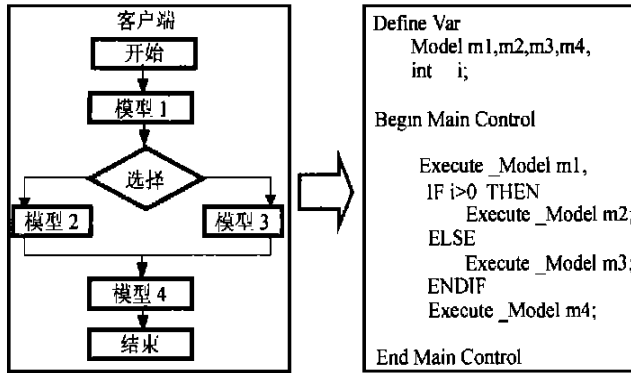 客户端
开始
模型 1
选择
模型 2
模型 3
模型 4
结束
Define Var
Model m1,m2,m3,m4,
int i;
Begin Main Control
Execute _Model m1,
IF i>0 THEN
Execute _Model m2;
ELSE
Execute _Model m3;
ENDIF
Execute _Model m4;
End Main Control